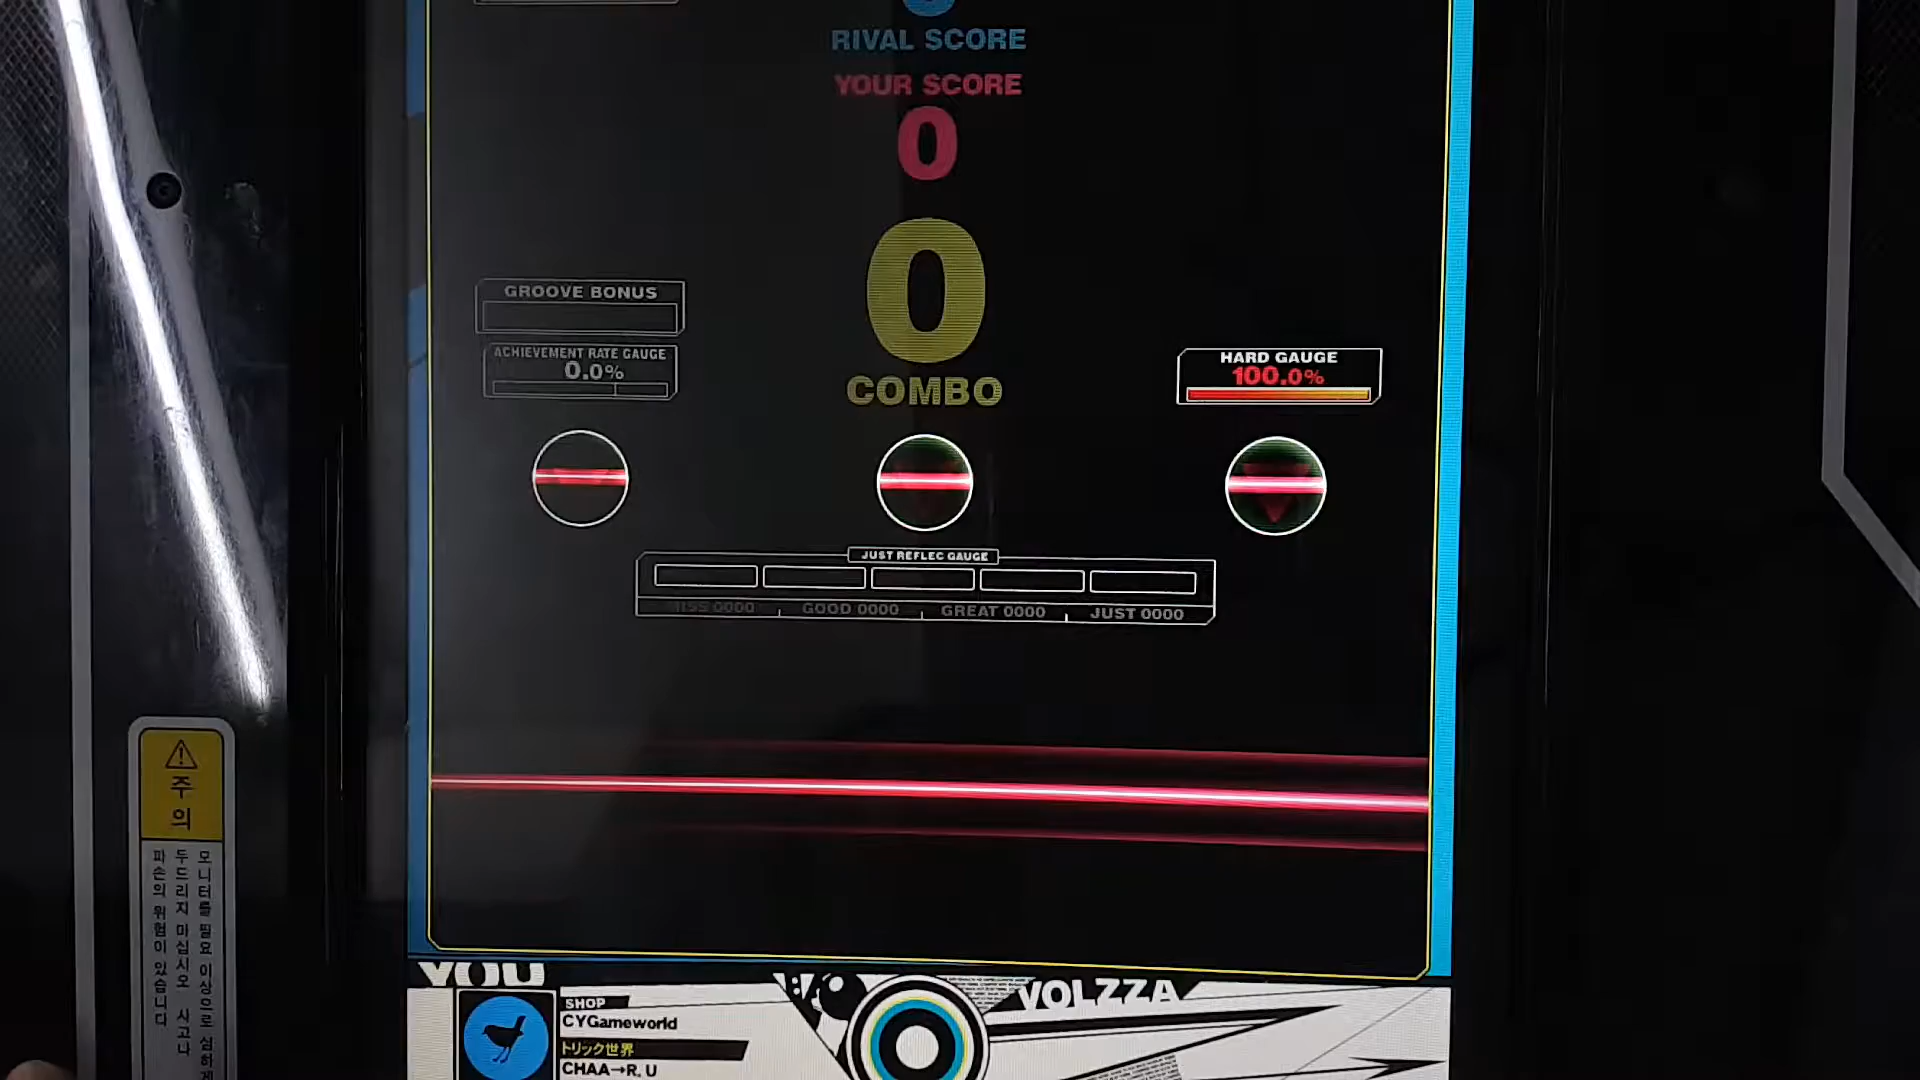 RIVAL SCORE
YOUR SCORE
0
0
COMBO
GROOVE BONUS
ACHIEVEMENT RATE GAUGE
0.0%
HARD GAUGE
100.0%
JUST REFLEC GAUGE
MISS 0000 GOOD 0000 GREAT 0000 JUST 0000
주의
모니터를 필요 이상으로 심하게
두드리지 마십시오 사고나
파손의 위험이 있습니다
YOU
SHOP
CYGameworld
トリック世界
CHAA→R.U
VOLZZA